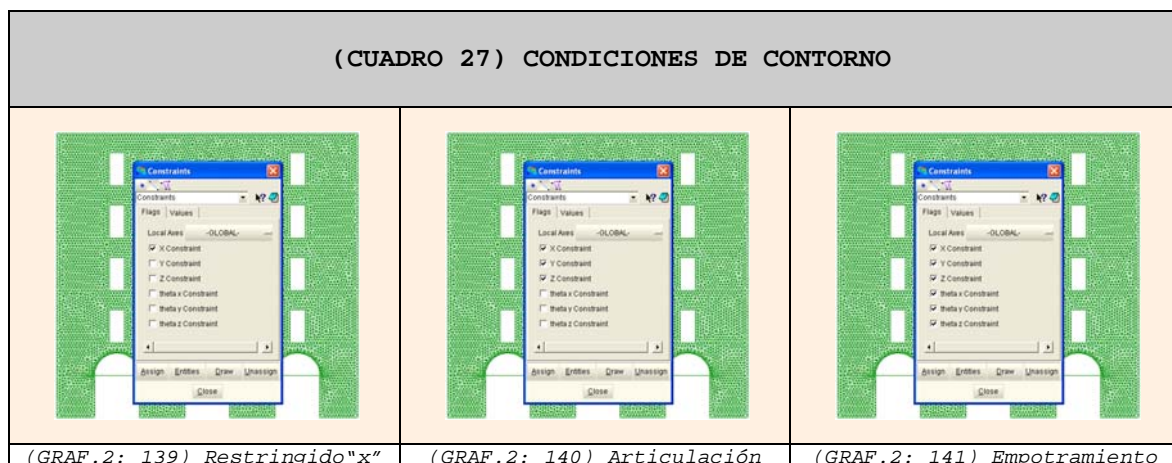 (CUADRO 27) CONDICIONES DE CONTORNO
Constraints
Constraints
Flags Values
Local Axes -GLOBAL-
X Constraint
Y Constraint
Z Constraint
theta x Constraint
theta y Constraint
theta z Constraint
Assign Entities Draw Unassign
Close
(GRAF.2: 139) Restringido"x"
Constraints
Constraints
Flags Values
Local Axes -GLOBAL-
X Constraint
Y Constraint
Z Constraint
theta x Constraint
theta y Constraint
theta z Constraint
Assign Entities Draw Unassign
Close
(GRAF.2: 140) Articulación
Constraints
Constraints
Flags Values
Local Axes -GLOBAL-
X Constraint
Y Constraint
Z Constraint
theta x Constraint
theta y Constraint
theta z Constraint
Assign Entities Draw Unassign
Close
(GRAF.2: 141) Empotramiento